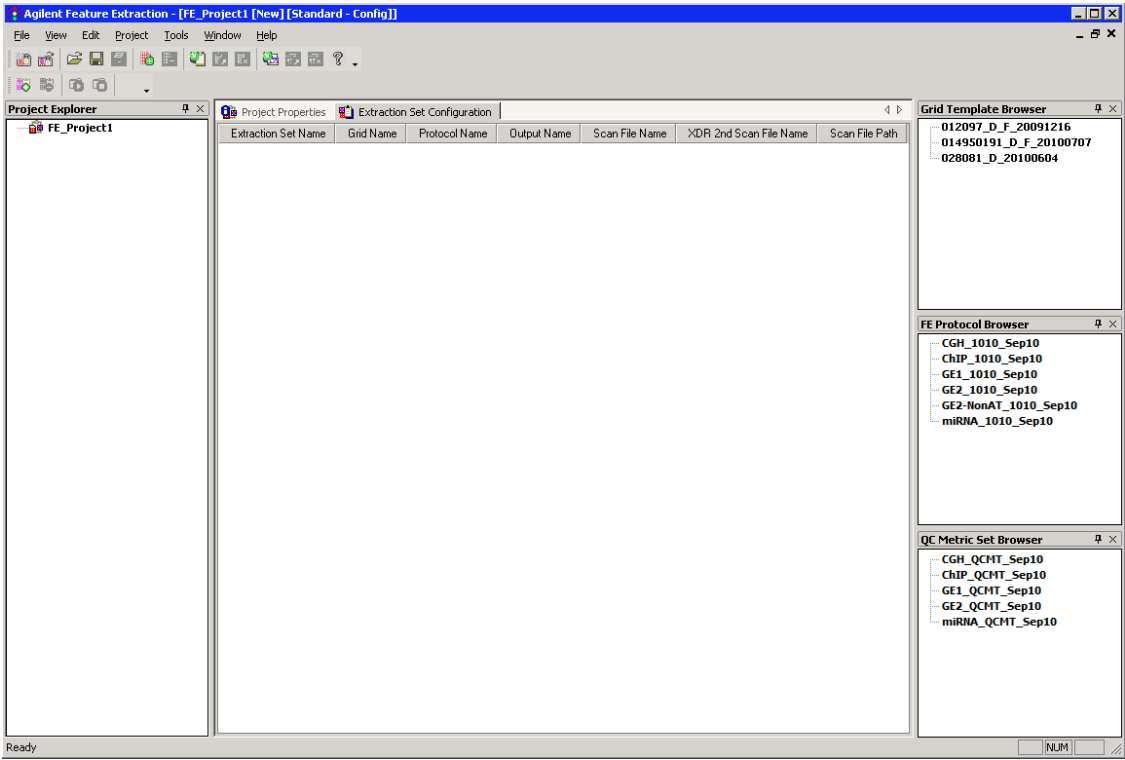 Agilent Feature Extraction - [FE_Project1 [New] [Standard - Config]]
File View Edit Project Tools Window Help
Project Explorer
FE_Project1
Project Properties
Extraction Set Configuration
Extraction Set Name
Grid Name
Protocol Name
Output Name
Scan File Name
XDR 2nd Scan File Name
Scan File Path
Grid Template Browser
012097_D_F_20091216
014950191_D_F_20100707
028081_D_20100604
FE Protocol Browser
CGH_1010_Sep10
ChIP_1010_Sep10
GE1_1010_Sep10
GE2_1010_Sep10
GE2-NonAT_1010_Sep10
miRNA_1010_Sep10
QC Metric Set Browser
CGH_QCMT_Sep10
ChIP_QCMT_Sep10
GE1_QCMT_Sep10
GE2_QCMT_Sep10
miRNA_QCMT_Sep10
Ready
NUM